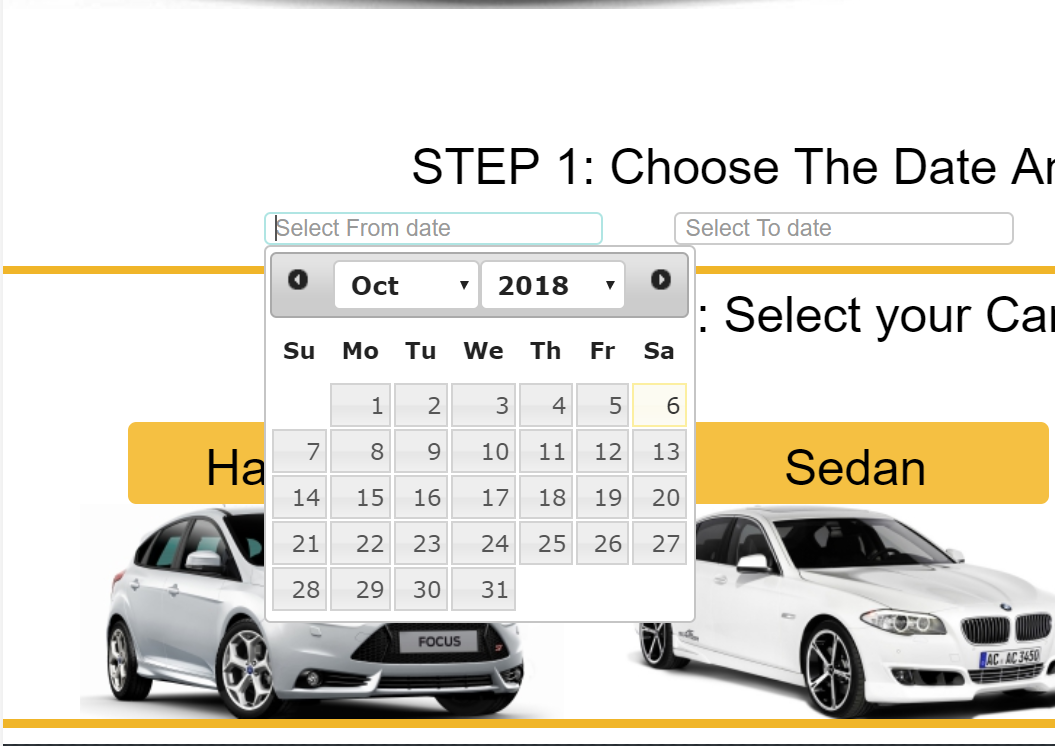 STEP 1: Choose The Date A
Select From date
Select To date
Oct 2018
: Select your Car
Su Mo Tu We Th Fr Sa
1 2 3 4 5 6
7 8 9 10 11 12 13
14 15 16 17 18 19 20
21 22 23 24 25 26 27
28 29 30 31
Ha
Sedan
FOCUS
AC AC 3450